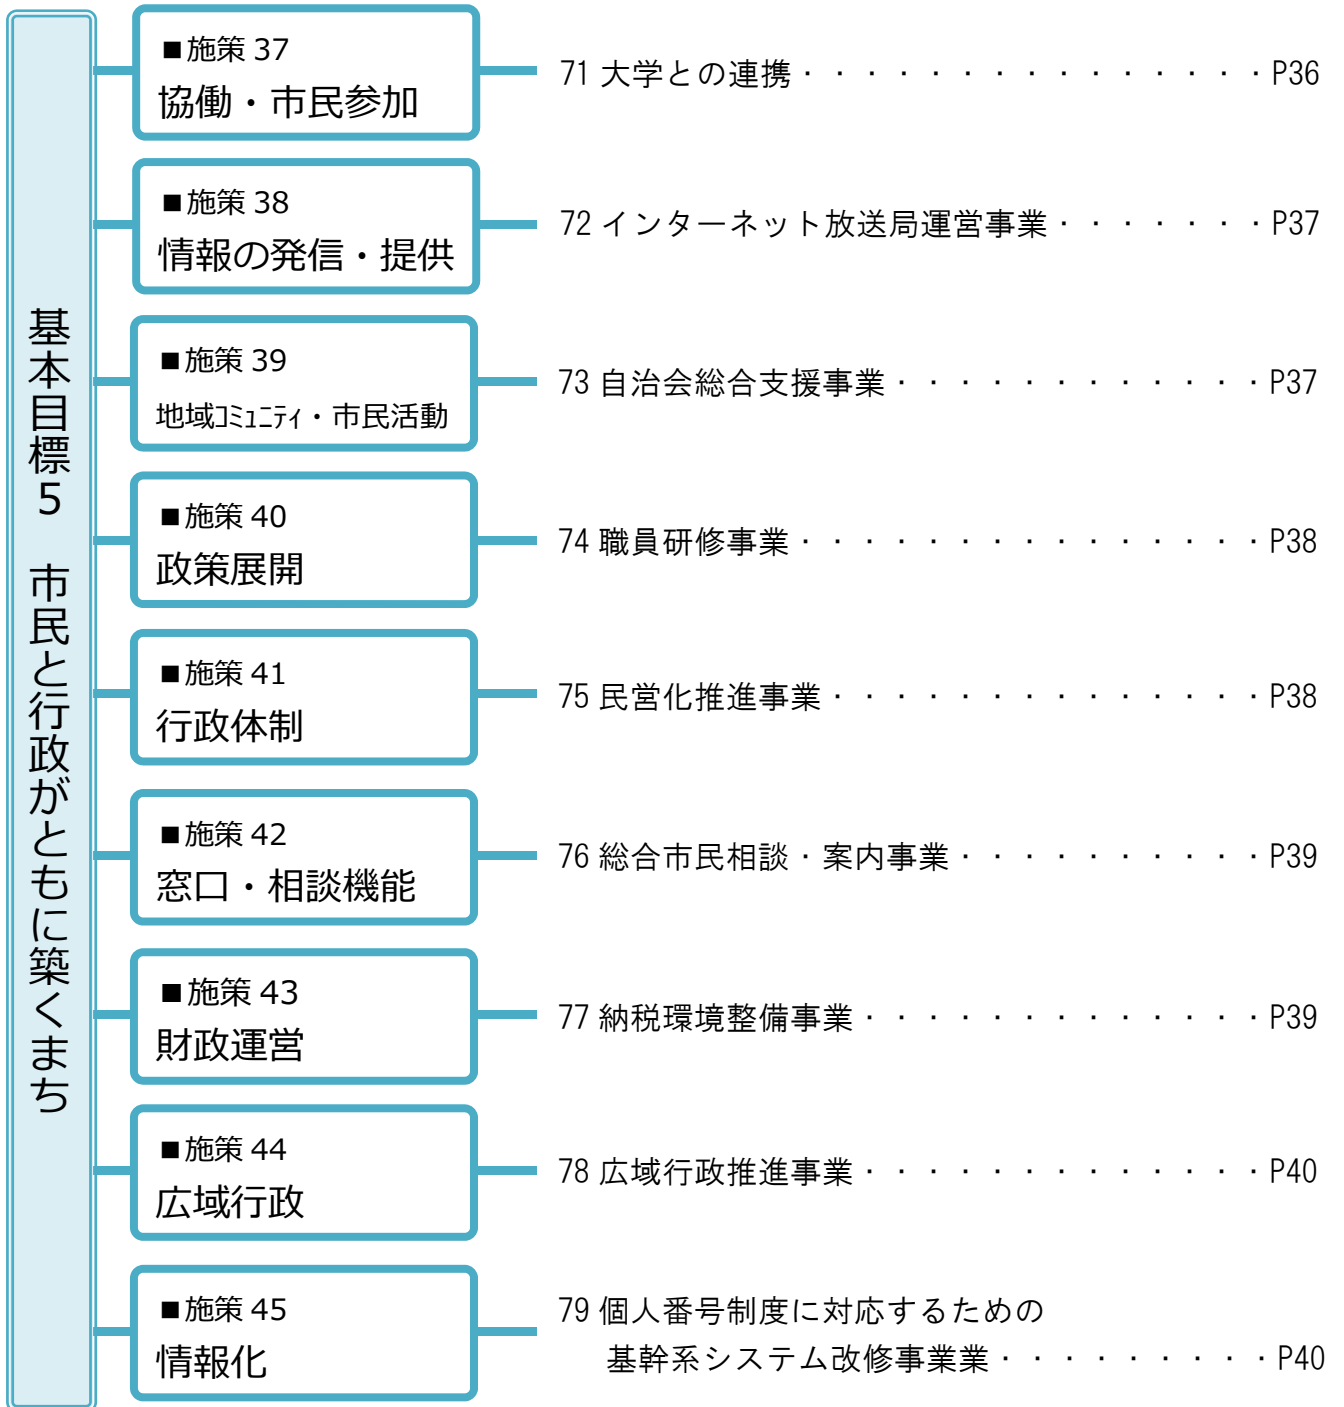 基本目標5 市民と行政がともに築くまち
■施策 37
協働・市民参加
71 大学との連携・・・・・・・・・・・・・・・P36
■施策 38
情報の発信・提供
72 インターネット放送局運営事業・・・・・・・P37
■施策 39
地域ｺﾐｭﾆﾃｨ・市民活動
73 自治会総合支援事業・・・・・・・・・・・・P37
■施策 40
政策展開
74 職員研修事業・・・・・・・・・・・・・・・P38
■施策 41
行政体制
75 民営化推進事業・・・・・・・・・・・・・・P38
■施策 42
窓口・相談機能
76 総合市民相談・案内事業・・・・・・・・・・P39
■施策 43
財政運営
77 納税環境整備事業・・・・・・・・・・・・・P39
■施策 44
広域行政
78 広域行政推進事業・・・・・・・・・・・・・P40
■施策 45
情報化
79 個人番号制度に対応するための
基幹系システム改修事業業・・・・・・・・・P40